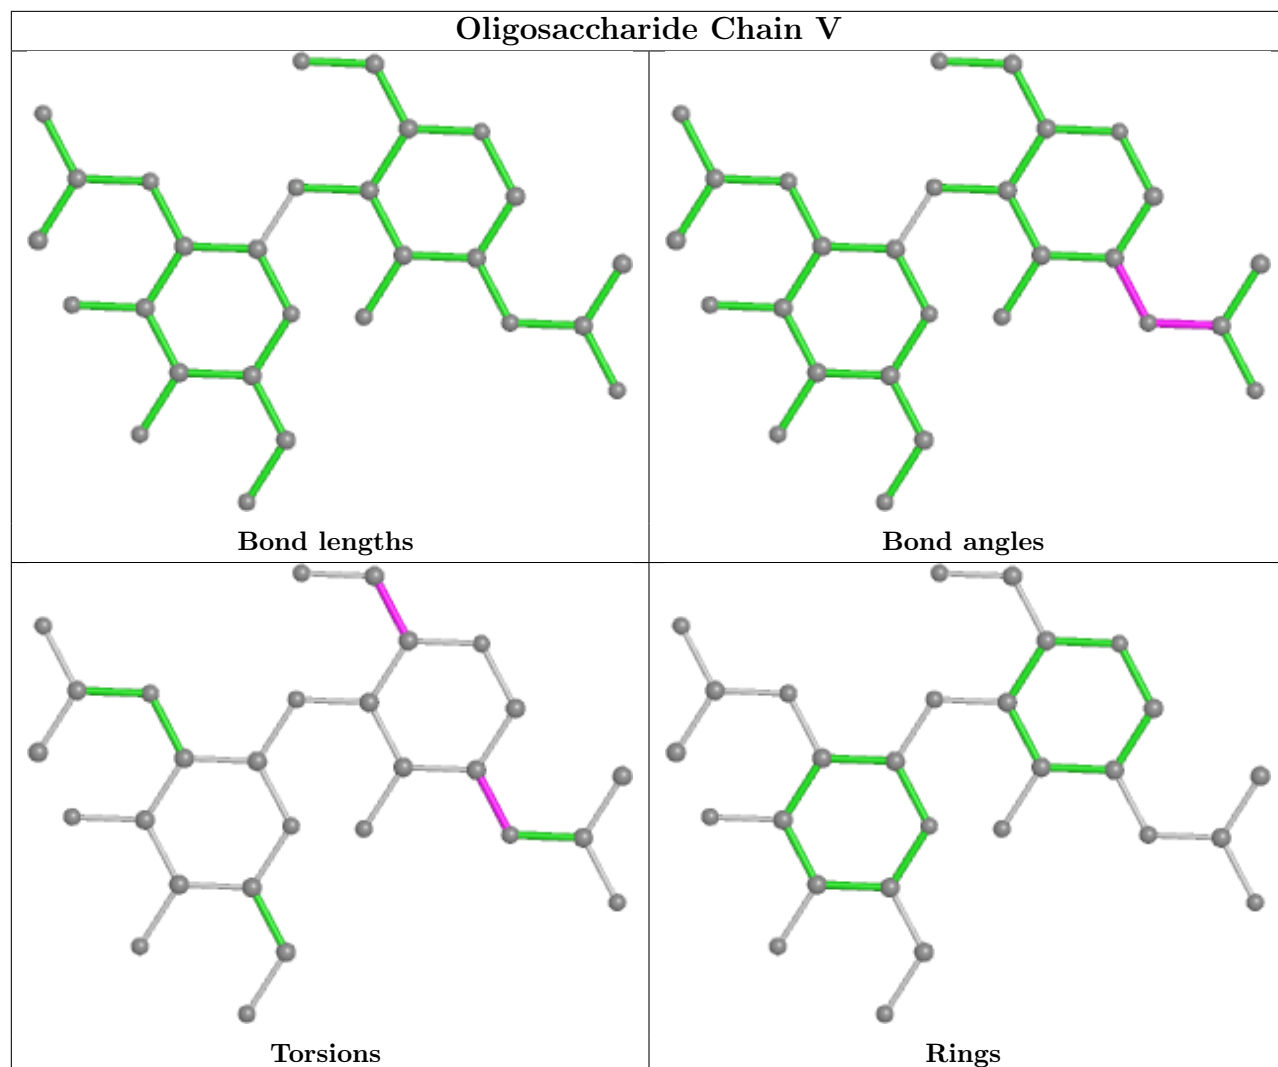 Oligosaccharide Chain V
Bond lengths
Bond angles
Torsions
Rings